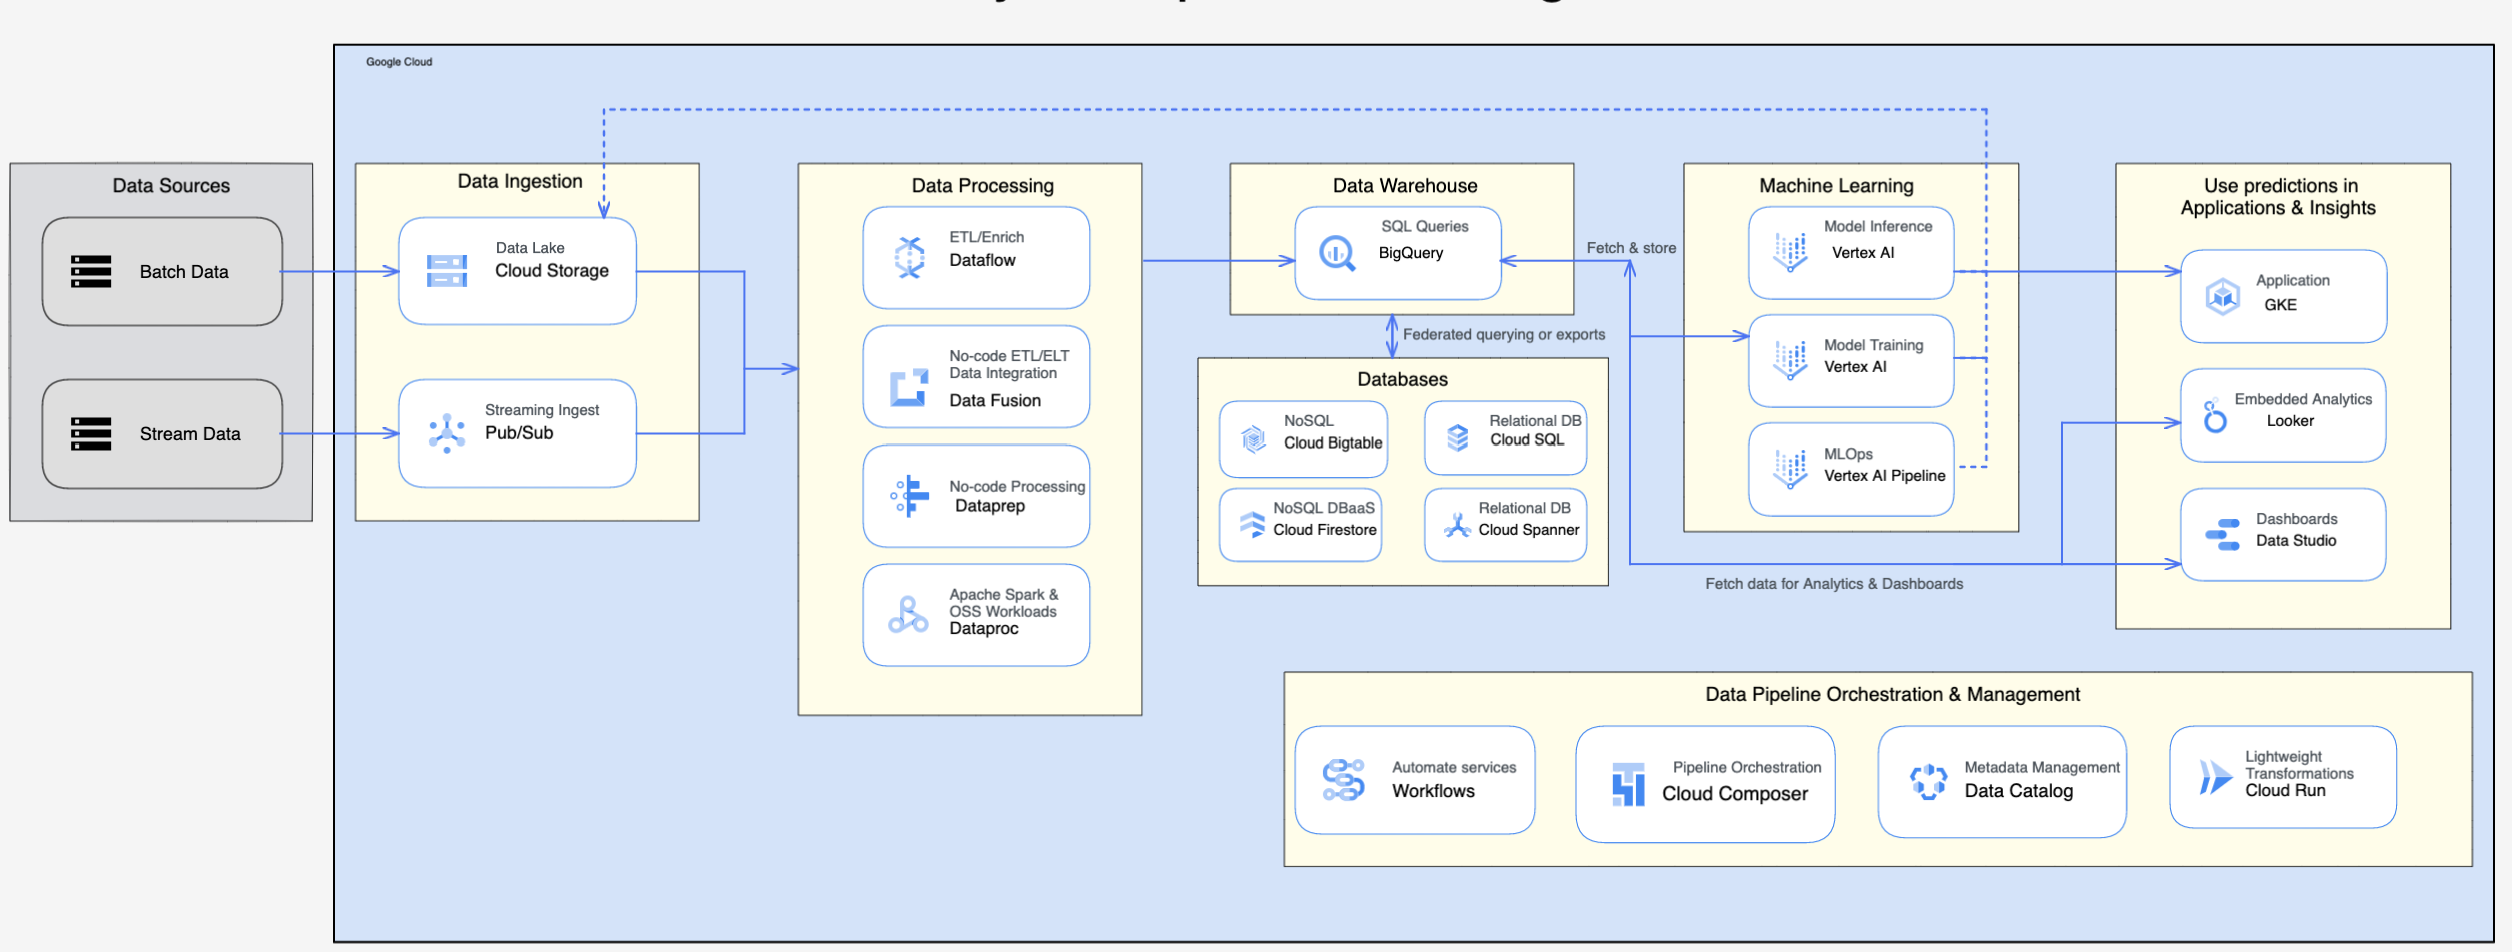 Google Cloud
Data Sources
Batch Data
Stream Data
Data Ingestion
Data Lake
Cloud Storage
Streaming Ingest
Pub/Sub
Data Processing
ETL/Enrich
Dataflow
No-code ETL/ELT
Data Integration
Data Fusion
No-code Processing
Dataprep
Apache Spark &
OSS Workloads
Dataproc
Data Warehouse
SQL Queries
BigQuery
Fetch & store
Federated querying or exports
Databases
NoSQL
Cloud Bigtable
Relational DB
Cloud SQL
NoSQL DBaaS
Cloud Firestore
Relational DB
Cloud Spanner
Machine Learning
Model Inference
Vertex AI
Model Training
Vertex AI
MLOps
Vertex AI Pipeline
Fetch data for Analytics & Dashboards
Use predictions in
Applications & Insights
Application
GKE
Embedded Analytics
Looker
Dashboards
Data Studio
Data Pipeline Orchestration & Management
Automate services
Workflows
Pipeline Orchestration
Cloud Composer
Metadata Management
Data Catalog
Lightweight
Transformations
Cloud Run